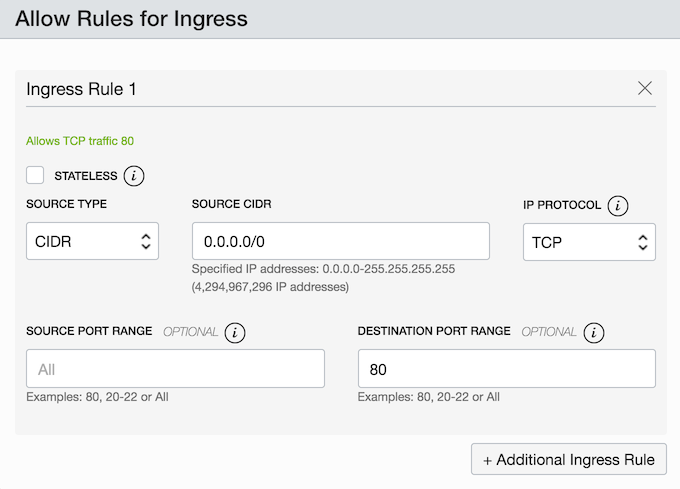 Allow Rules for Ingress
Ingress Rule 1
Allows TCP traffic 80
STATELESS i
SOURCE TYPE SOURCE CIDR IP PROTOCOL i
CIDR 0.0.0.0/0 TCP
Specified IP addresses: 0.0.0.0-255.255.255.255
(4,294,967,296 IP addresses)
SOURCE PORT RANGE OPTIONAL i DESTINATION PORT RANGE OPTIONAL i
All 80
Examples: 80, 20-22 or All Examples: 80, 20-22 or All
+ Additional Ingress Rule